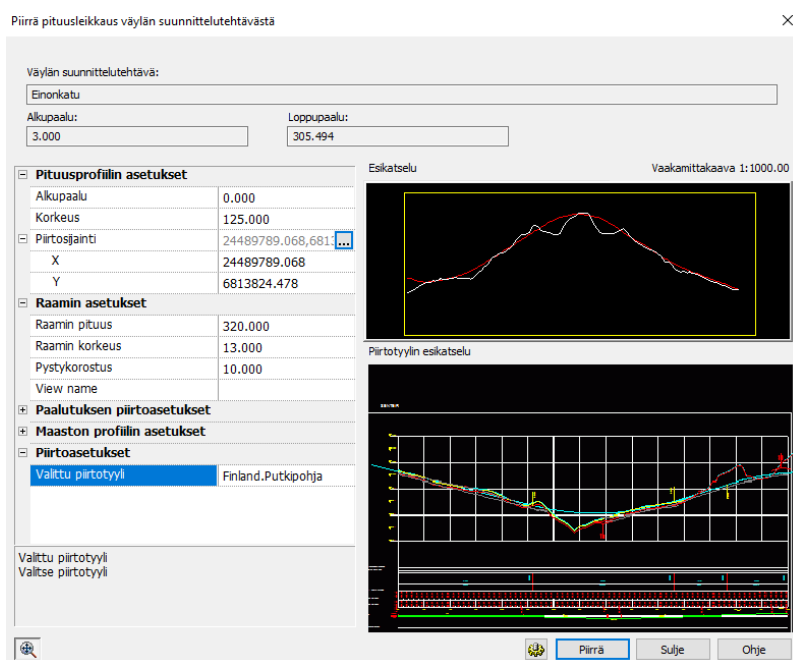 Piirrä pituusleikkaus väylän suunnittelutehtävästä
Väylän suunnittelutehtävä:
Einonkatu
Alkupaalu: Loppupaalu:
3.000 305.494
Pituusprofiilin asetukset
Alkupaalu 0.000
Korkeus 125.000
Piirtosijainti 24489789.068,681 ...
X 24489789.068
Y 6813824.478
Raamin asetukset
Raamin pituus 320.000
Raamin korkeus 13.000
Pystykorostus 10.000
View name
Paalutuksen piirtoasetukset
Maaston profiilin asetukset
Piirtoasetukset
Valittu piirtotyyli Finland.Putkipohja
Valittu piirtotyyli
Valitse piirtotyyli
Esikatselu Vaakamittakaava 1:1000.00
Piirtotyylin esikatselu
Piirrä Sulje Ohje